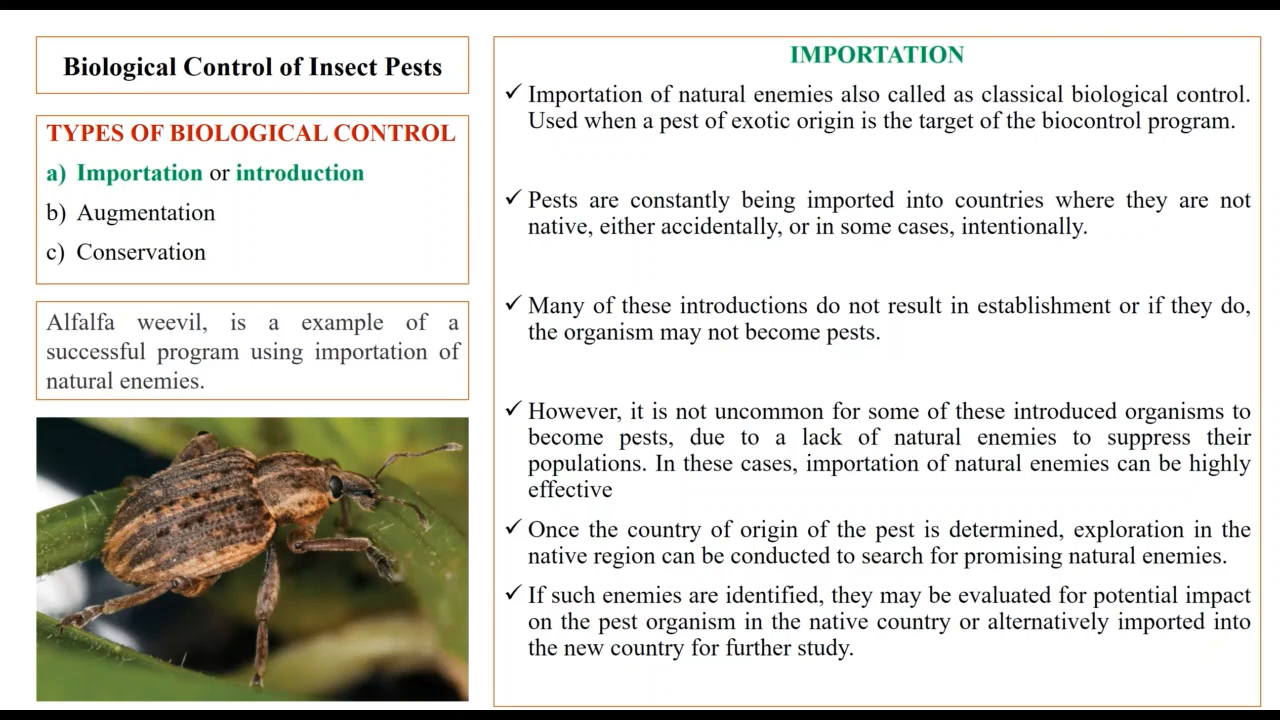 Biological Control of Insect Pests
TYPES OF BIOLOGICAL CONTROL
a) Importation or introduction
b) Augmentation
c) Conservation
Alfalfa weevil, is a example of a
successful program using importation of
natural enemies.
IMPORTATION
✓ Importation of natural enemies also called as classical biological control.
Used when a pest of exotic origin is the target of the biocontrol program.
✓ Pests are constantly being imported into countries where they are not
native, either accidentally, or in some cases, intentionally.
✓ Many of these introductions do not result in establishment or if they do,
the organism may not become pests.
✓ However, it is not uncommon for some of these introduced organisms to
become pests, due to a lack of natural enemies to suppress their
populations. In these cases, importation of natural enemies can be highly
effective
✓ Once the country of origin of the pest is determined, exploration in the
native region can be conducted to search for promising natural enemies.
✓ If such enemies are identified, they may be evaluated for potential impact
on the pest organism in the native country or alternatively imported into
the new country for further study.